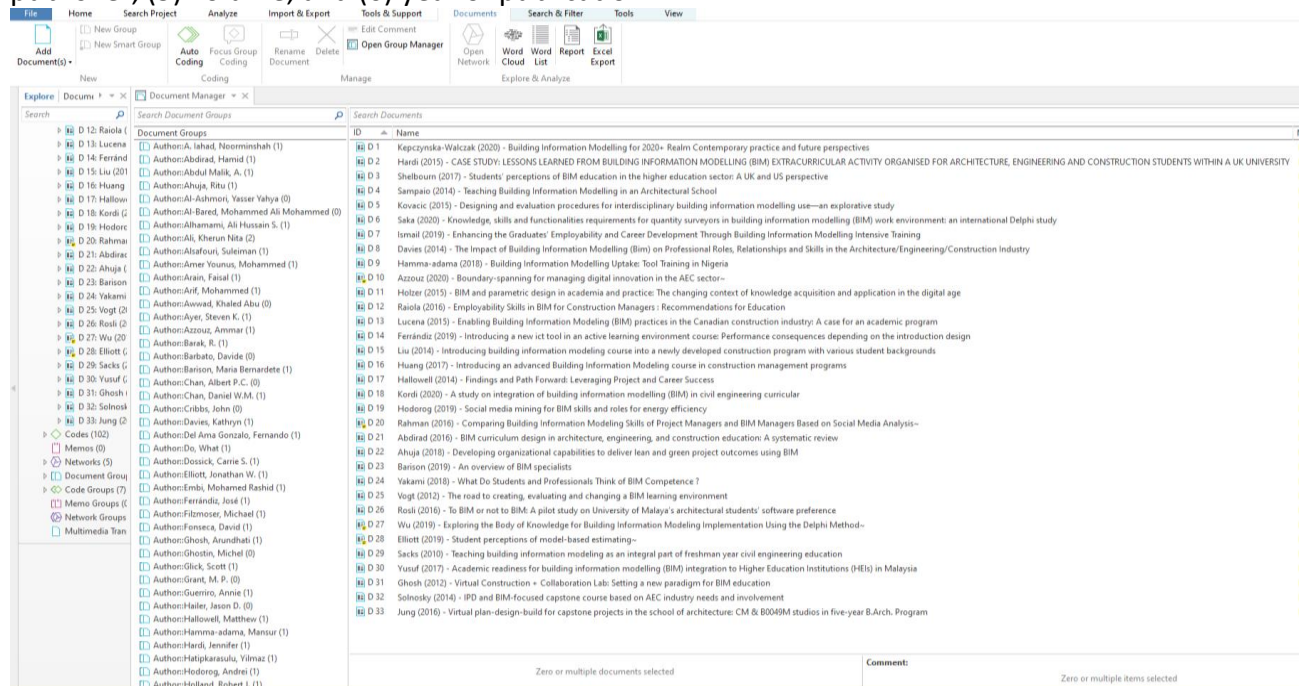 File Home Search Project Analyze Import & Export Tools & Support Documents Search & Filter Tools View
Add Document(s)
New Group
New Smart Group
Auto Coding
Focus Group Coding
Rename Document
Delete
Edit Comment
Open Group Manager
Open Network
Word Cloud
Word List
Report
Excel Export
New Coding Manage Explore & Analyze
Explore Docume
Document Manager
Search
D 12: Raiola (
D 13: Lucena
D 14: Ferránd
D 15: Liu (201
D 16: Huang
D 17: Hallow
D 18: Kordi (2
D 19: Hodoro
D 20: Rahman
D 21: Abdirad
D 22: Ahuja (
D 23: Barison
D 24: Yakami
D 25: Vogt (20
D 26: Rosli (2
D 27: Wu (20
D 28: Elliott (2
D 29: Sacks (2
D 30: Yusuf (2
D 31: Ghosh (
D 32: Solnosk
D 33: Jung (2
Codes (102)
Memos (0)
Networks (5)
Document Group
Code Groups (7)
Memo Groups (0
Network Groups
Multimedia Tran
Search Document Groups
Document Groups
Author::A. Iahad, Noorminshah (1)
Author::Abdirad, Hamid (1)
Author::Abdul Malik, A. (1)
Author::Ahuja, Ritu (1)
Author::Al-Ashmori, Yasser Yahya (0)
Author::Al-Bared, Mohammed Ali Mohammed (0)
Author::Alhamami, Ali Hussain S. (1)
Author::Ali, Kherun Nita (2)
Author::Alsafouri, Suleiman (1)
Author::Amer Younus, Mohammed (1)
Author::Arain, Faisal (1)
Author::Arif, Mohammed (1)
Author::Awwad, Khaled Abu (0)
Author::Ayer, Steven K. (1)
Author::Azzouz, Ammar (1)
Author::Barak, R. (1)
Author::Barbato, Davide (0)
Author::Barison, Maria Bernardete (1)
Author::Chan, Albert P.C. (0)
Author::Chan, Daniel W.M. (1)
Author::Cribbs, John (0)
Author::Davies, Kathryn (1)
Author::Del Ama Gonzalo, Fernando (1)
Author::Do, What (1)
Author::Dossick, Carrie S. (1)
Author::Elliott, Jonathan W. (1)
Author::Embi, Mohamed Rashid (1)
Author::Ferrándiz, José (1)
Author::Filzmoser, Michael (1)
Author::Fonseca, David (1)
Author::Ghosh, Arundhati (1)
Author::Ghostin, Michel (0)
Author::Glick, Scott (1)
Author::Grant, M. P. (0)
Author::Guerriro, Annie (1)
Author::Hailer, Jason D. (0)
Author::Hallowell, Matthew (1)
Author::Hamma-adama, Mansur (1)
Author::Hardi, Jennifer (1)
Author::Hatipkarasulu, Yilmaz (1)
Author::Hodorog, Andrei (1)
Author::Holland, Robert J. (1)
Search Documents
ID Name
D 1 Kepczynska-Walczak (2020) - Building Information Modelling for 2020+ Realm Contemporary practice and future perspectives
D 2 Hardi (2015) - CASE STUDY: LESSONS LEARNED FROM BUILDING INFORMATION MODELLING (BIM) EXTRACURRICULAR ACTIVITY ORGANISED FOR ARCHITECTURE, ENGINEERING AND CONSTRUCTION STUDENTS WITHIN A UK UNIVERSITY
D 3 Shelbourn (2017) - Students' perceptions of BIM education in the higher education sector: A UK and US perspective
D 4 Sampaio (2014) - Teaching Building Information Modelling in an Architectural School
D 5 Kovacic (2015) - Designing and evaluation procedures for interdisciplinary building information modelling use—an explorative study
D 6 Saka (2020) - Knowledge, skills and functionalities requirements for quantity surveyors in building information modelling (BIM) work environment: an international Delphi study
D 7 Ismail (2019) - Enhancing the Graduates' Employability and Career Development Through Building Information Modelling Intensive Training
D 8 Davies (2014) - The Impact of Building Information Modelling (Bim) on Professional Roles, Relationships and Skills in the Architecture/Engineering/Construction Industry
D 9 Hamma-adama (2018) - Building Information Modelling Uptake: Tool Training in Nigeria
D 10 Azzouz (2020) - Boundary-spanning for managing digital innovation in the AEC sector~
D 11 Holzer (2015) - BIM and parametric design in academia and practice: The changing context of knowledge acquisition and application in the digital age
D 12 Raiola (2016) - Employability Skills in BIM for Construction Managers : Recommendations for Education
D 13 Lucena (2015) - Enabling Building Information Modeling (BIM) practices in the Canadian construction industry: A case for an academic program
D 14 Ferrándiz (2019) - Introducing a new ict tool in an active learning environment course: Performance consequences depending on the introduction design
D 15 Liu (2014) - Introducing building information modeling course into a newly developed construction program with various student backgrounds
D 16 Huang (2017) - Introducing an advanced Building Information Modeling course in construction management programs
D 17 Hallowell (2014) - Findings and Path Forward: Leveraging Project and Career Success
D 18 Kordi (2020) - A study on integration of building information modelling (BIM) in civil engineering curricular
D 19 Hodorog (2019) - Social media mining for BIM skills and roles for energy efficiency
D 20 Rahman (2016) - Comparing Building Information Modeling Skills of Project Managers and BIM Managers Based on Social Media Analysis~
D 21 Abdirad (2016) - BIM curriculum design in architecture, engineering, and construction education: A systematic review
D 22 Ahuja (2018) - Developing organizational capabilities to deliver lean and green project outcomes using BIM
D 23 Barison (2019) - An overview of BIM specialists
D 24 Yakami (2018) - What Do Students and Professionals Think of BIM Competence ?
D 25 Vogt (2012) - The road to creating, evaluating and changing a BIM learning environment
D 26 Rosli (2016) - To BIM or not to BIM: A pilot study on University of Malaya's architectural students' software preference
D 27 Wu (2019) - Exploring the Body of Knowledge for Building Information Modeling Implementation Using the Delphi Method~
D 28 Elliott (2019) - Student perceptions of model-based estimating~
D 29 Sacks (2010) - Teaching building information modeling as an integral part of freshman year civil engineering education
D 30 Yusuf (2017) - Academic readiness for building information modelling (BIM) integration to Higher Education Institutions (HEIs) in Malaysia
D 31 Ghosh (2012) - Virtual Construction + Collaboration Lab: Setting a new paradigm for BIM education
D 32 Solnosky (2014) - IPD and BIM-focused capstone course based on AEC industry needs and involvement
D 33 Jung (2016) - Virtual plan-design-build for capstone projects in the school of architecture: CM & B0049M studios in five-year B.Arch. Program
Zero or multiple documents selected
Comment:
Zero or multiple items selected